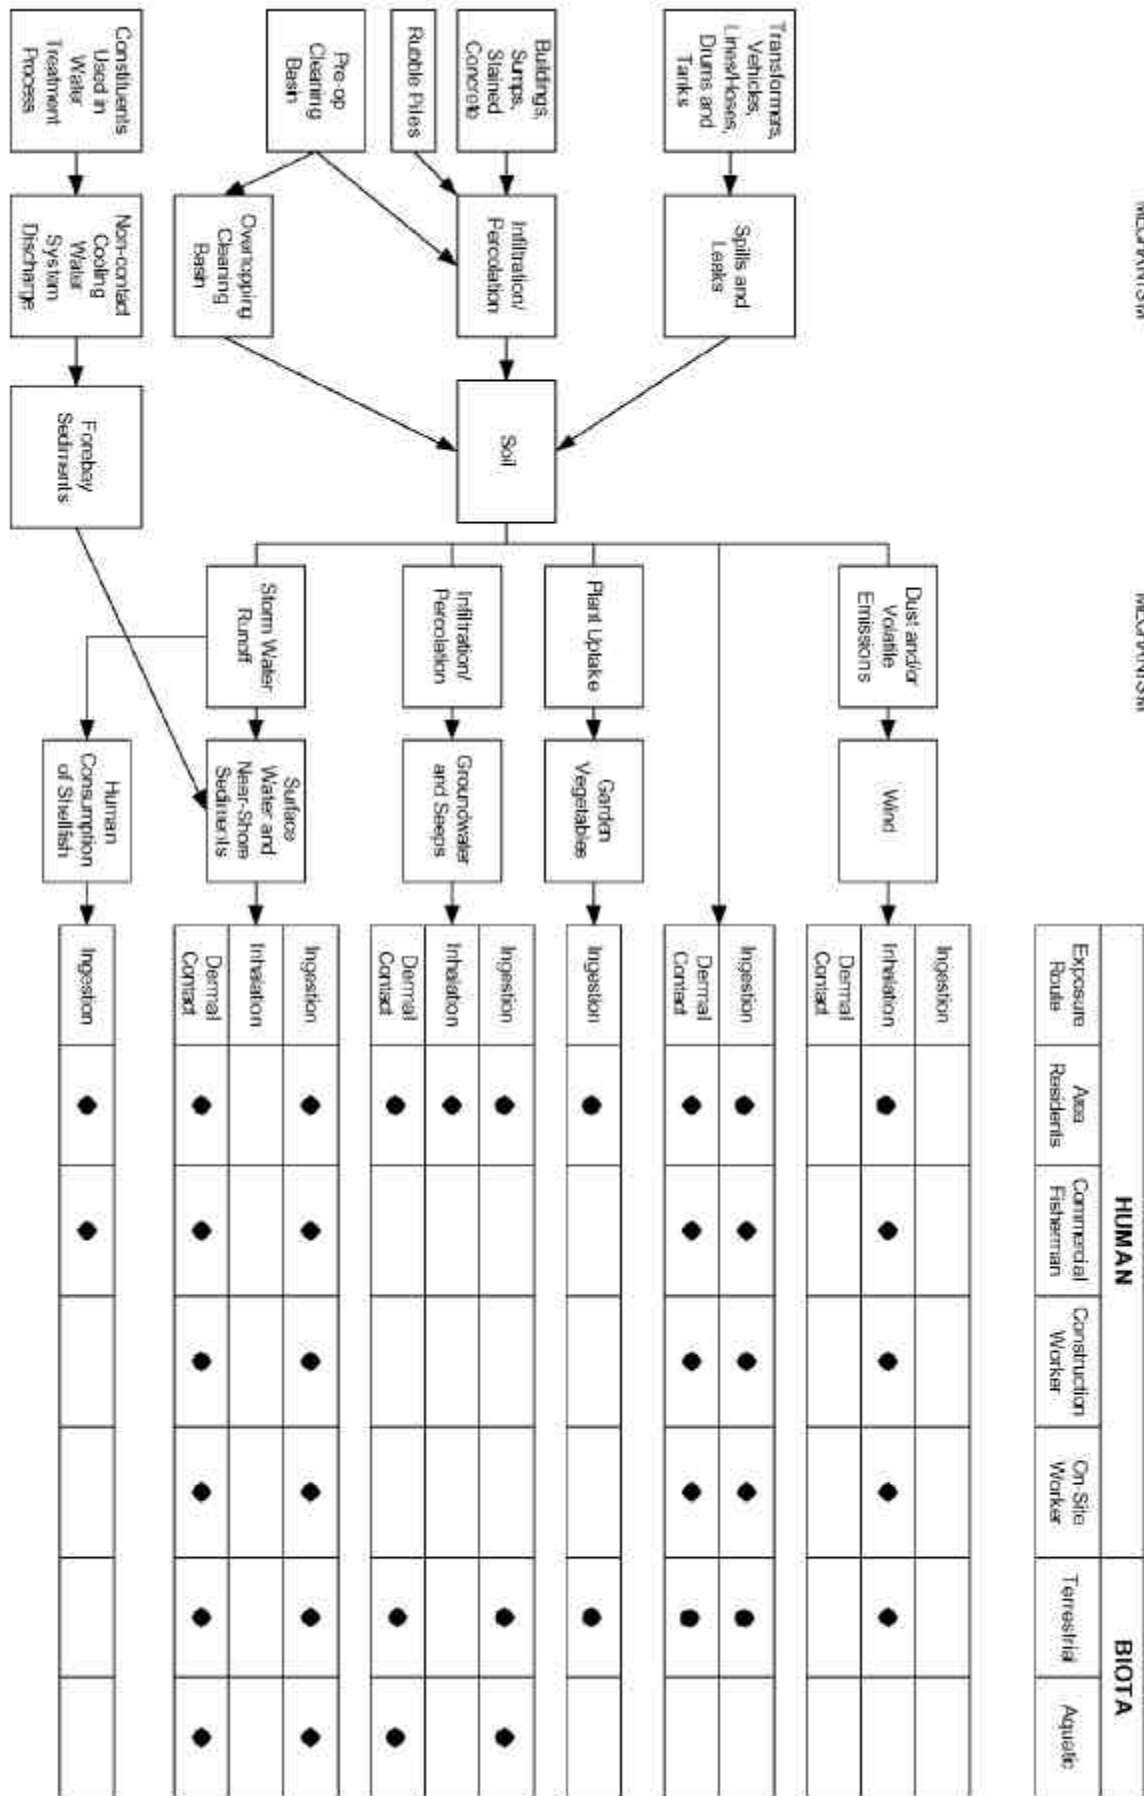 MECHANISM
MECHANISM
HUMAN
BIOTA
Exposure
Route
Area
Residents
Commercial
Fisherman
Construction
Worker
On-Site
Worker
Terrestrial
Aquatic
Transformers,
Vehicles,
Lines/Hoses,
Drums and
Tanks
Spills and
Leaks
Buildings,
Sumps,
Stained
Concrete
Rubble Piles
Infiltration/
Percolation
Pre-op
Cleaning
Basin
Overtopping
Cleaning
Basin
Soil
Constituents
Used in
Water
Treatment
Process
Non-contact
Cooling
Water
System
Discharge
Forebay
Sediments
Dust and/or
Volatile
Emissions
Wind
Ingestion
Inhalation
Dermal
Contact
Ingestion
Dermal
Contact
Plant Uptake
Garden
Vegetables
Ingestion
Infiltration/
Percolation
Groundwater
and Seeps
Ingestion
Inhalation
Dermal
Contact
Storm Water
Runoff
Surface
Water and
Near-Shore
Sediments
Ingestion
Inhalation
Dermal
Contact
Human
Consumption
of Shellfish
Ingestion